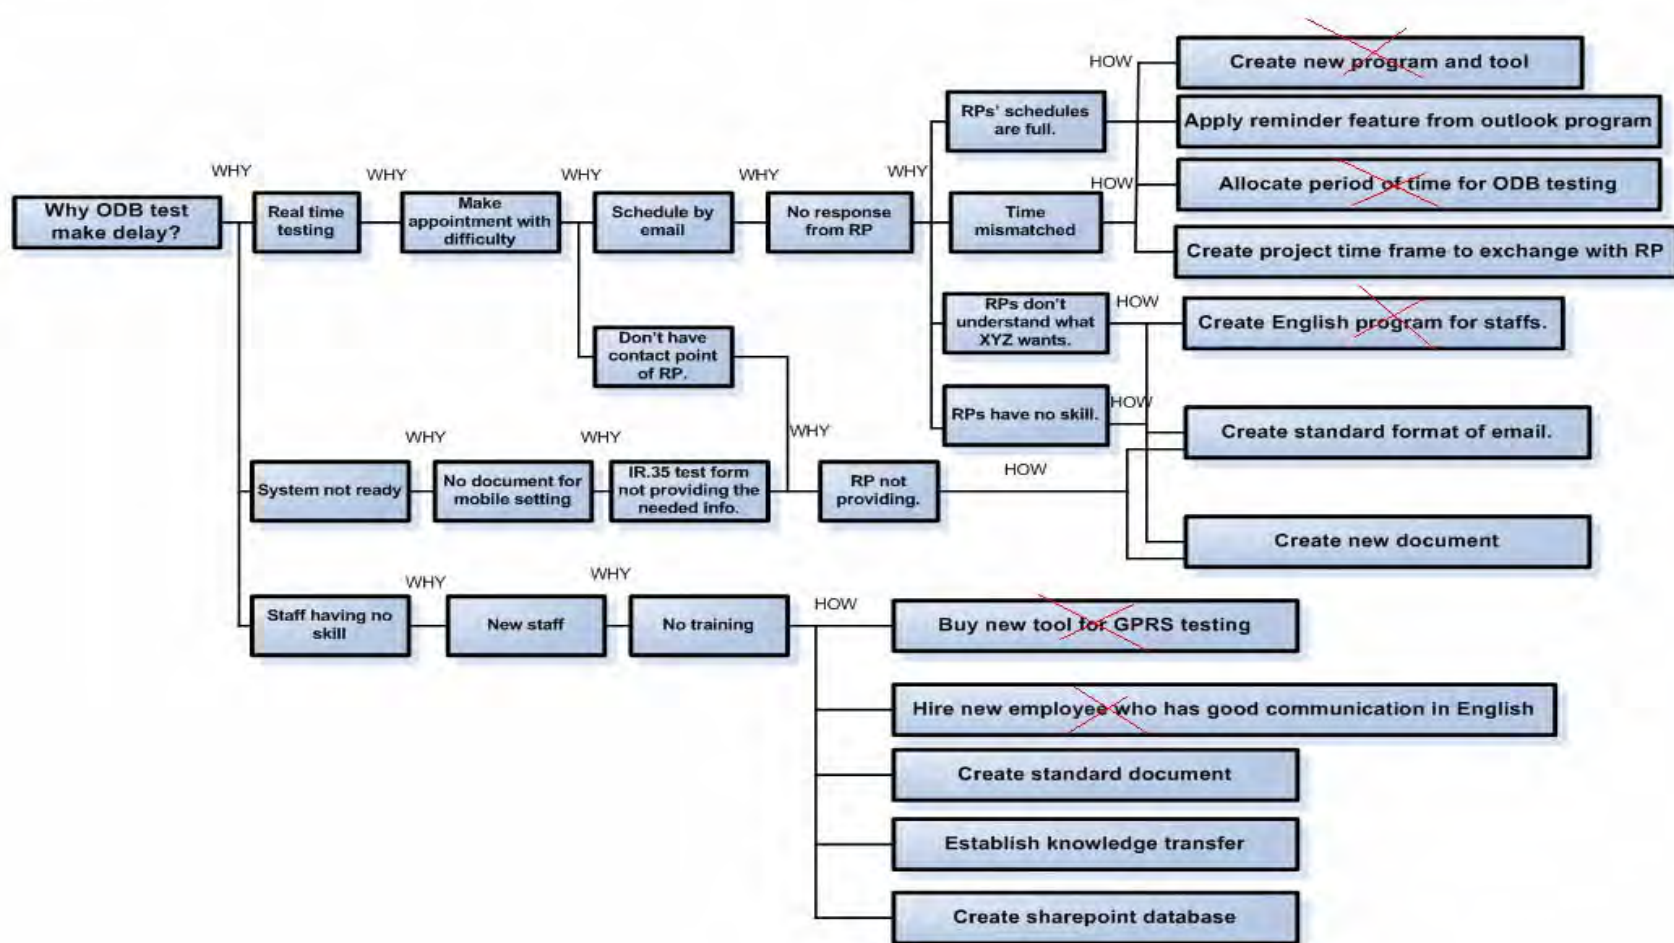 HOW
Create new program and tool
RPs' schedules
are full.
Apply reminder feature from outlook program
WHY
WHY
WHY
WHY
WHY
HOW
Allocate period of time for ODB testing
Why ODB test
make delay?
Real time
testing
Make
appointment with
difficulty
Schedule by
email
No response
from RP
Time
mismatched
Create project time frame to exchange with RP
RPs don't
understand what
XYZ wants.
HOW
Create English program for staffs.
Don't have
contact point
of RP.
RPs have no skill.
HOW
Create standard format of email.
WHY
WHY
WHY
System not ready
No document for
mobile setting
IR.35 test form
not providing the
needed info.
RP not
providing.
HOW
Create new document
WHY
WHY
Staff having no
skill
New staff
No training
HOW
Buy new tool for GPRS testing
Hire new employee who has good communication in English
Create standard document
Establish knowledge transfer
Create sharepoint database